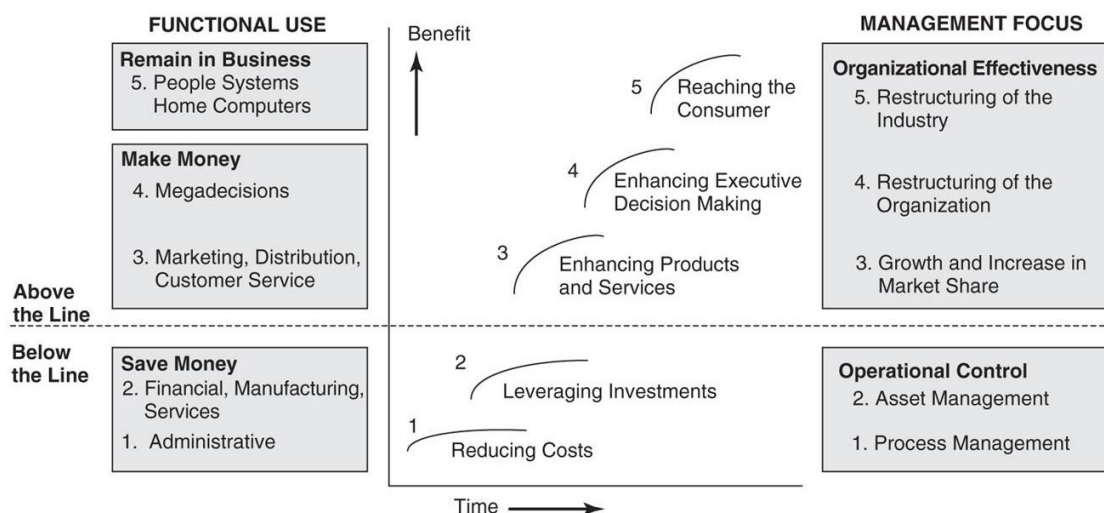 FUNCTIONAL USE
Remain in Business
5. People Systems
Home Computers
Make Money
4. Megadecisions
3. Marketing, Distribution,
Customer Service
Above
the Line
Below
the Line
Save Money
2. Financial, Manufacturing,
Services
1. Administrative
Benefit
5
Reaching the
Consumer
4
Enhancing Executive
Decision Making
3
Enhancing Products
and Services
2
Leveraging Investments
1
Reducing Costs
Time
MANAGEMENT FOCUS
Organizational Effectiveness
5. Restructuring of the
Industry
4. Restructuring of the
Organization
3. Growth and Increase in
Market Share
Operational Control
2. Asset Management
1. Process Management